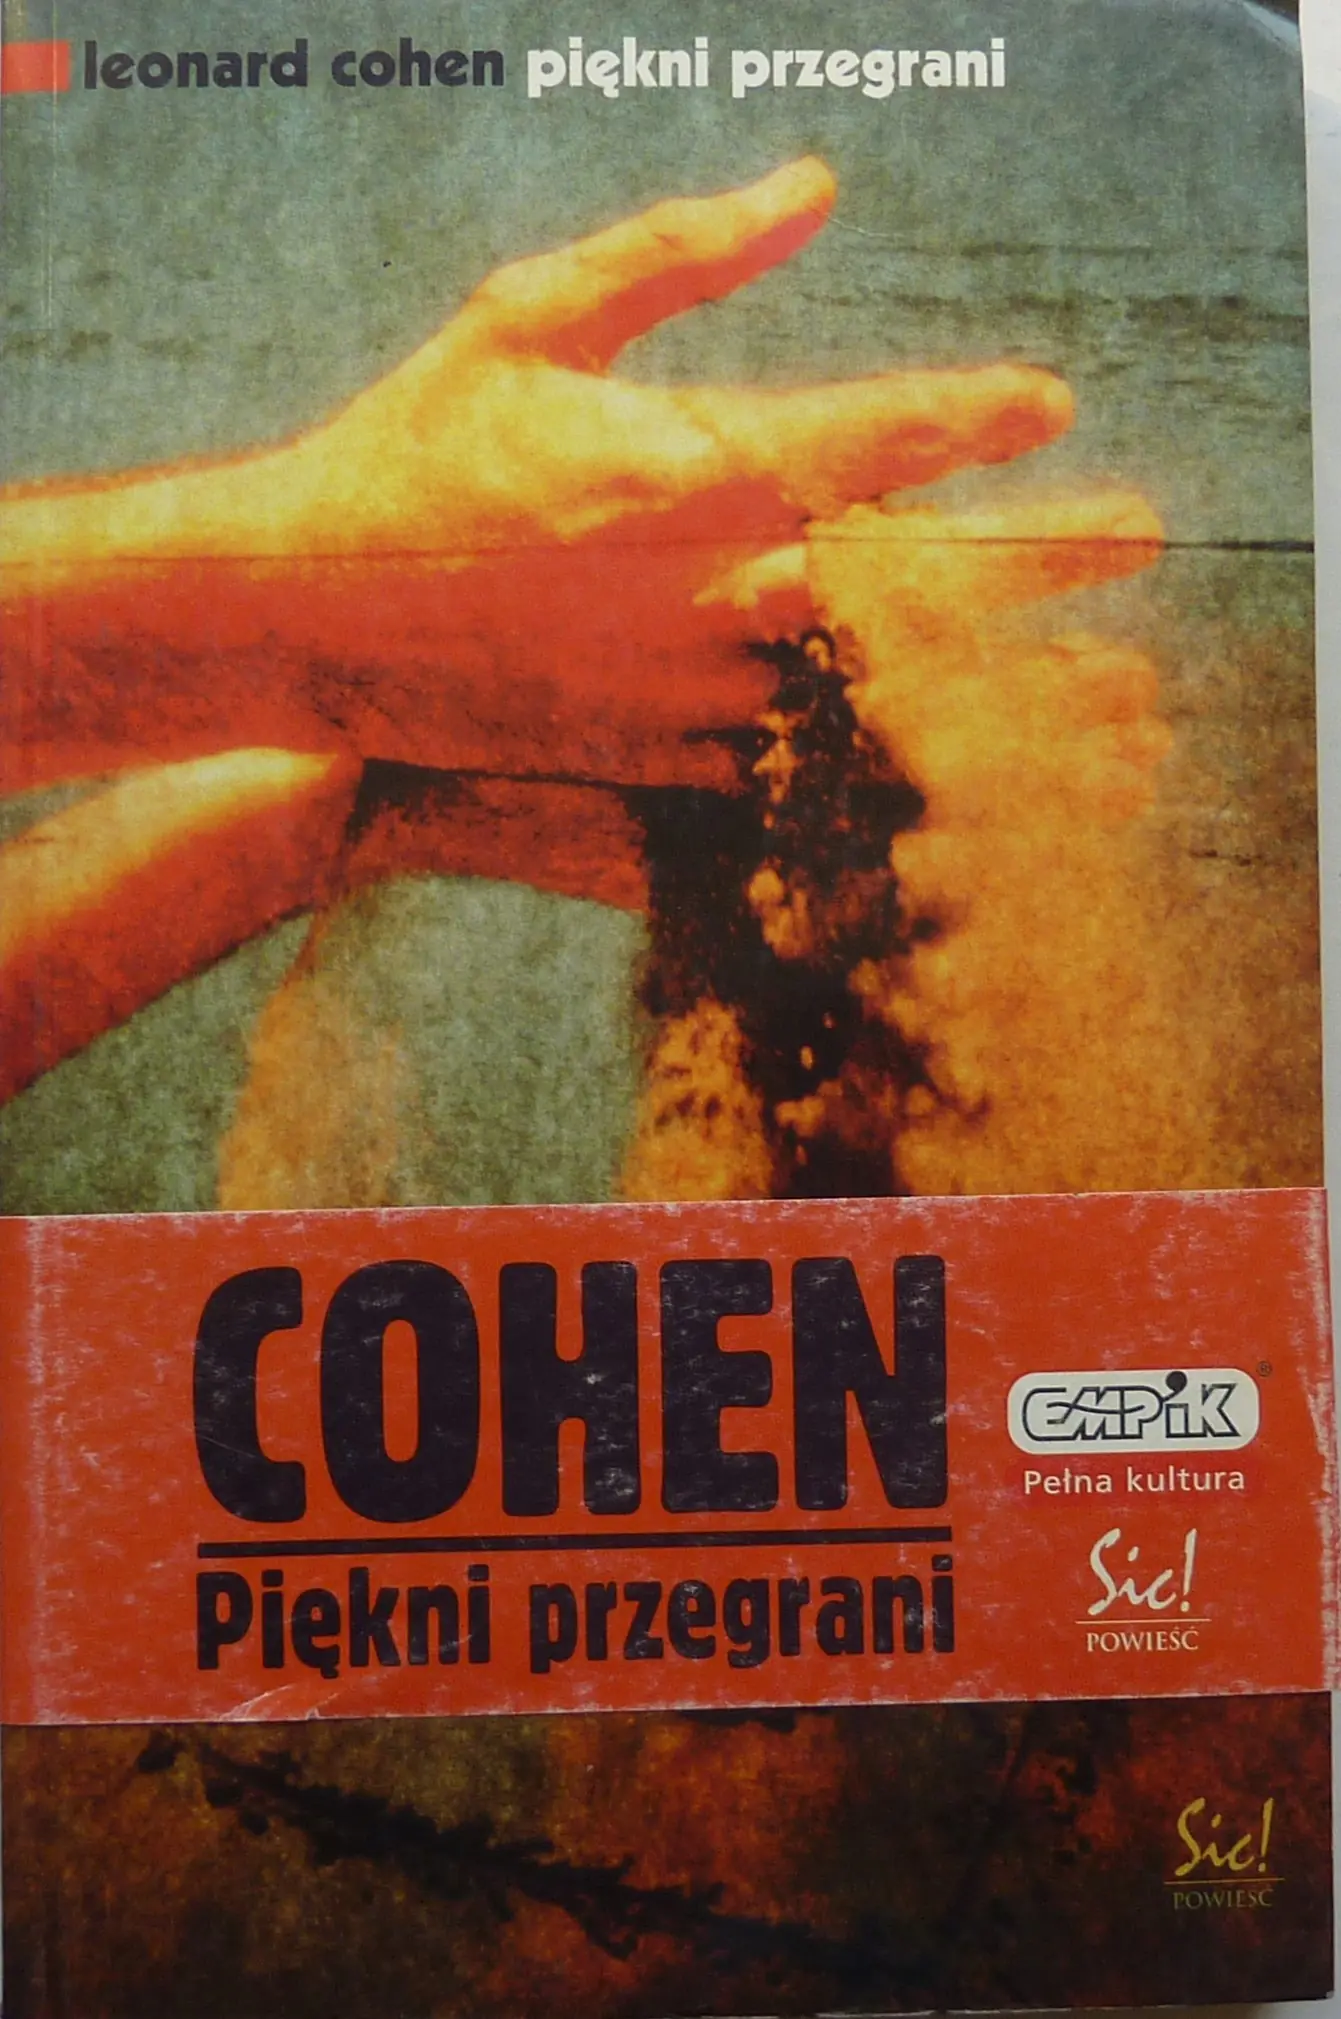 leonard cohen piękni przegrani
COHEN
Piękni przegrani
EMPiK ®
Pełna kultura
Sic!
POWIEŚĆ
Sic!
POWIEŚĆ